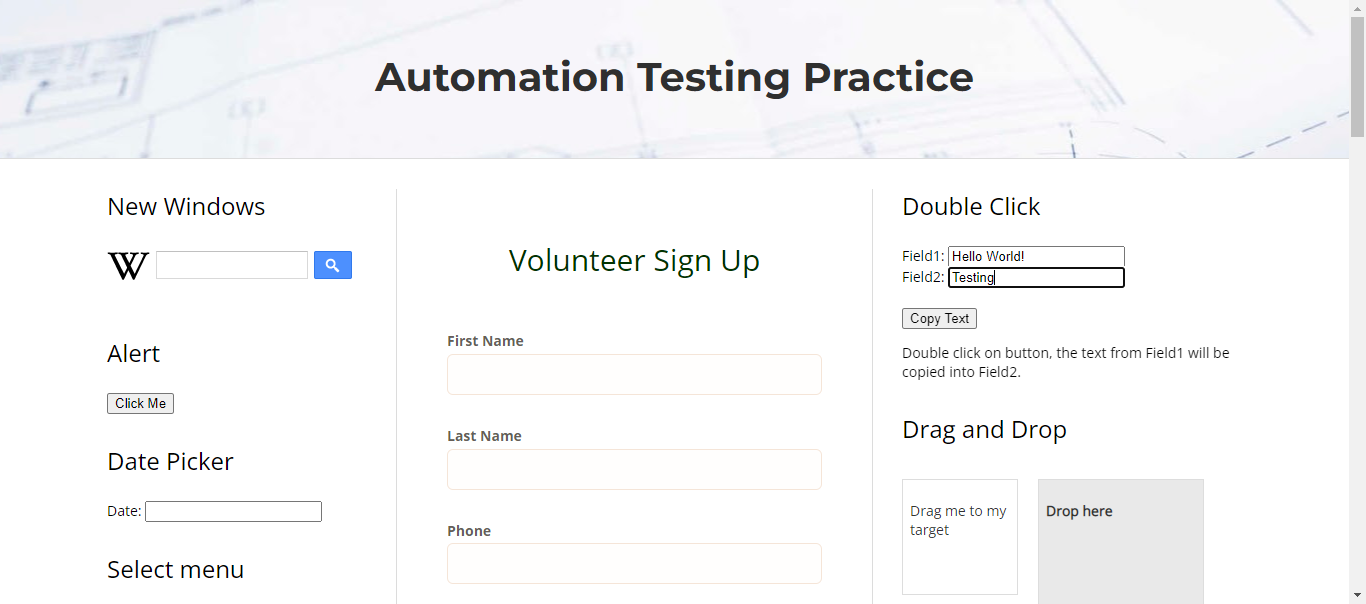 Automation Testing Practice
New Windows
W
Alert
Click Me
Date Picker
Date:
Select menu
Volunteer Sign Up
First Name
Last Name
Phone
Double Click
Field1: Hello World!
Field2: Testing
Copy Text
Double click on button, the text from Field1 will be
copied into Field2.
Drag and Drop
Drag me to my
target
Drop here